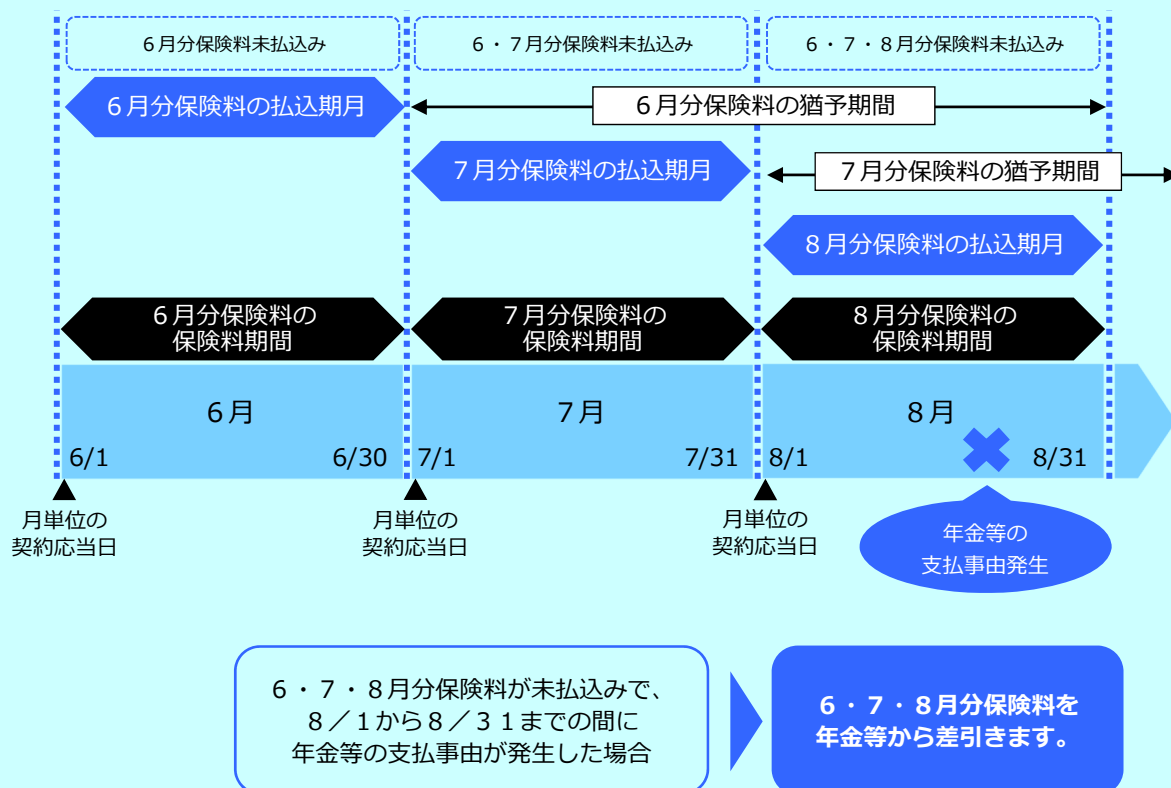 ６月分保険料未払込み
６・７月分保険料未払込み
６・７・８月分保険料未払込み
６月分保険料の払込期月
６月分保険料の猶予期間
７月分保険料の払込期月
７月分保険料の猶予期間
８月分保険料の払込期月
６月分保険料の
保険料期間
７月分保険料の
保険料期間
８月分保険料の
保険料期間
６月
７月
８月
6/1
6/30
7/1
7/31
8/1
8/31
月単位の
契約応当日
月単位の
契約応当日
月単位の
契約応当日
年金等の
支払事由発生
６・７・８月分保険料が未払込みで、
８／１から８／３１までの間に
年金等の支払事由が発生した場合
６・７・８月分保険料を
年金等から差引きます。